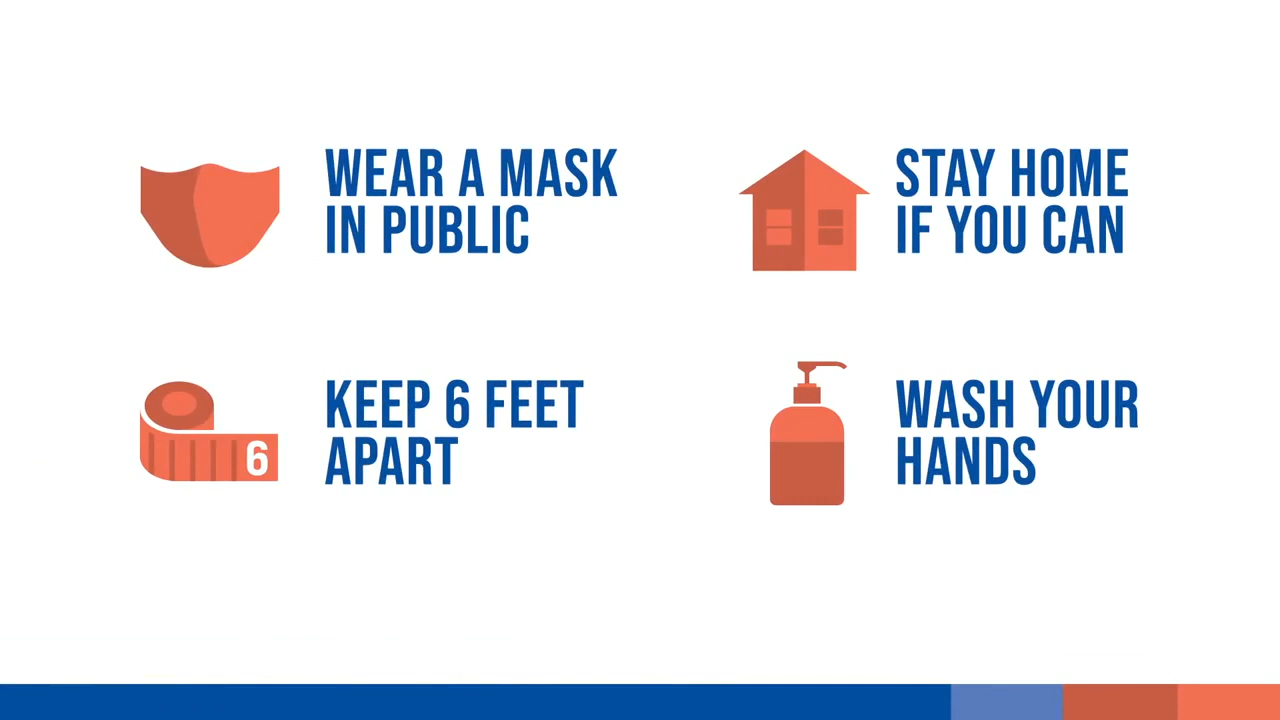 WEAR A MASK
IN PUBLIC
STAY HOME
IF YOU CAN
KEEP 6 FEET
APART
6
WASH YOUR
HANDS